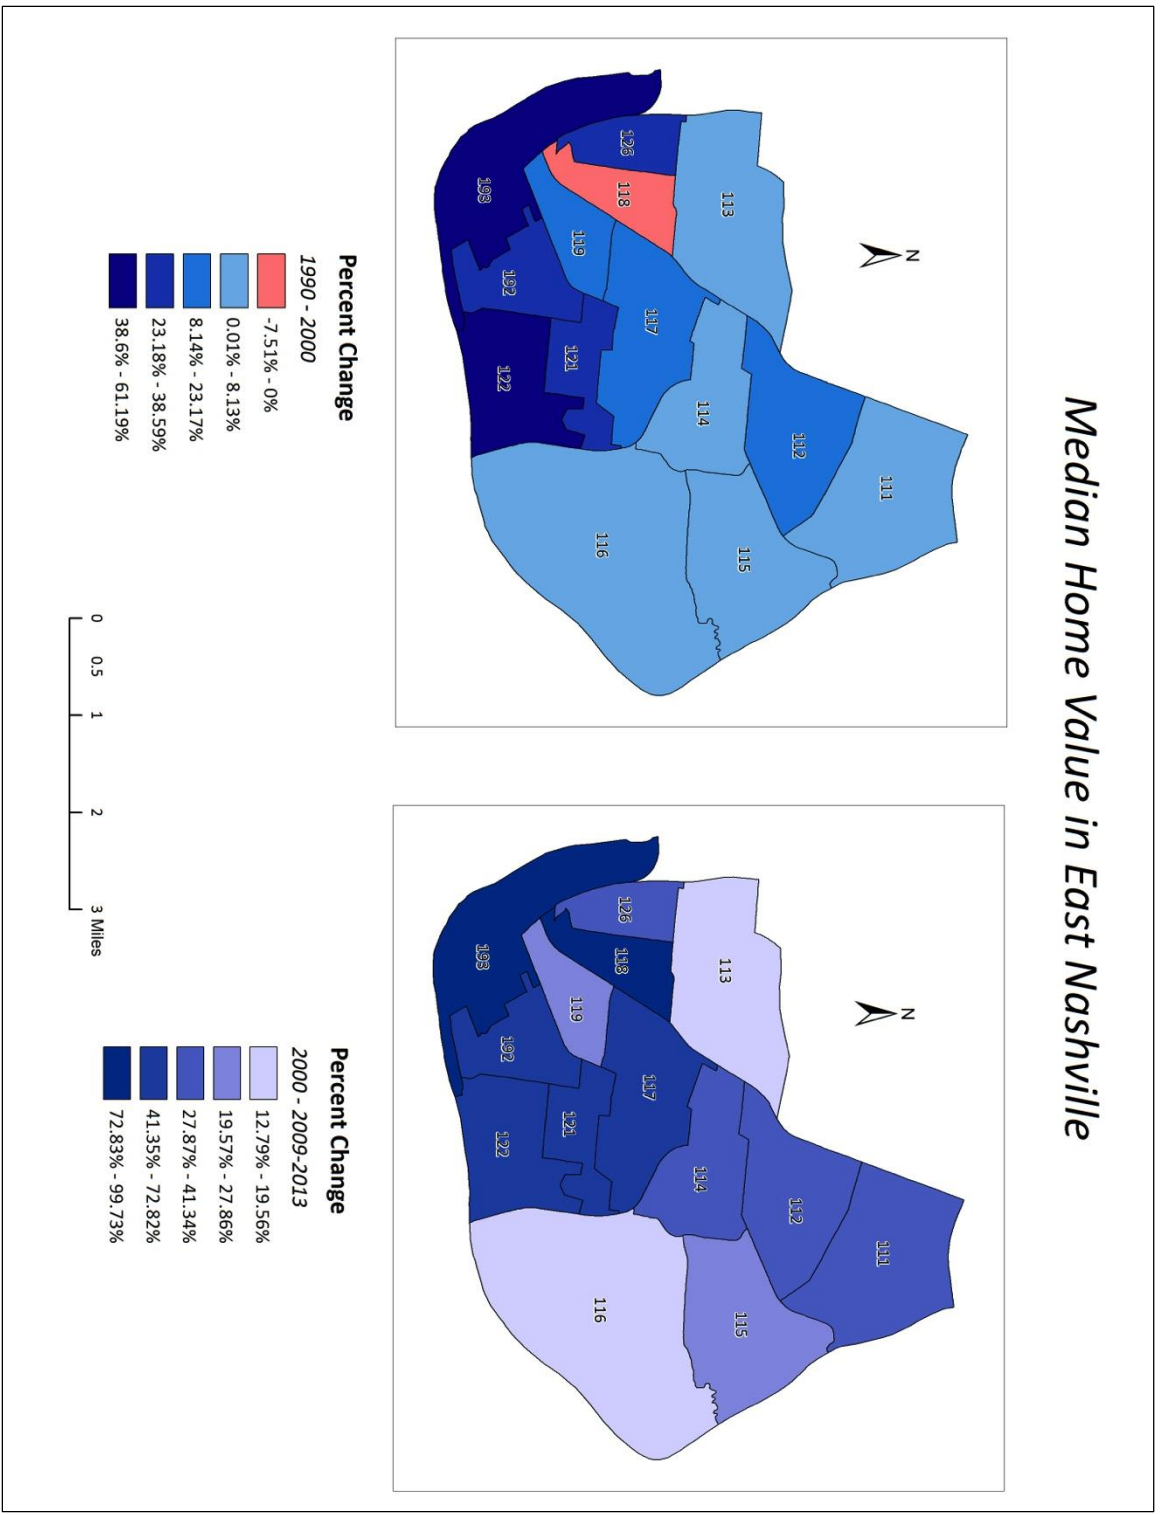 Median Home Value in East Nashville
N
113
126
118
119
193
192
117
121
122
114
112
111
115
116
N
113
126
118
119
193
192
117
121
122
114
112
111
115
116
Percent Change
1990 - 2000
-7.51% - 0%
0.01% - 8.13%
8.14% - 23.17%
23.18% - 38.59%
38.6% - 61.19%
Percent Change
2000 - 2009-2013
12.79% - 19.56%
19.57% - 27.86%
27.87% - 41.34%
41.35% - 72.82%
72.83% - 99.73%
0 0.5 1 2 3 Miles